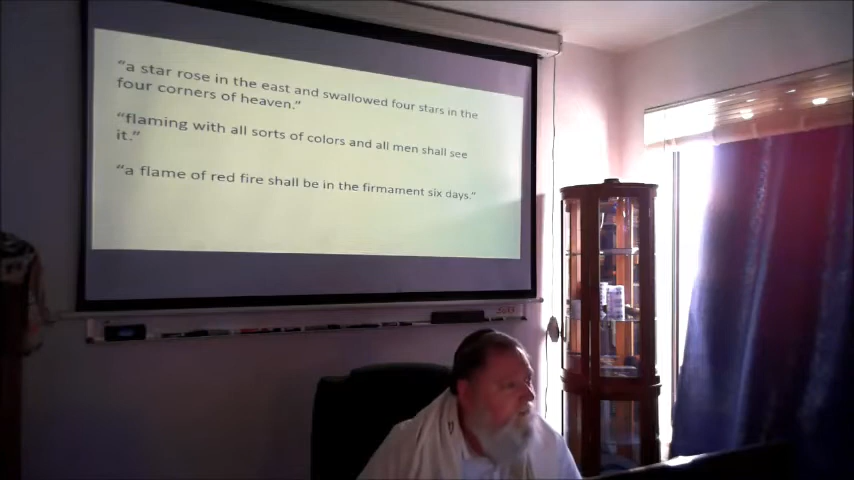 “a star rose in the east and swallowed four stars in the
four corners of heaven.”
“flaming with all sorts of colors and all men shall see
it.”
“a flame of red fire shall be in the firmament six days.”